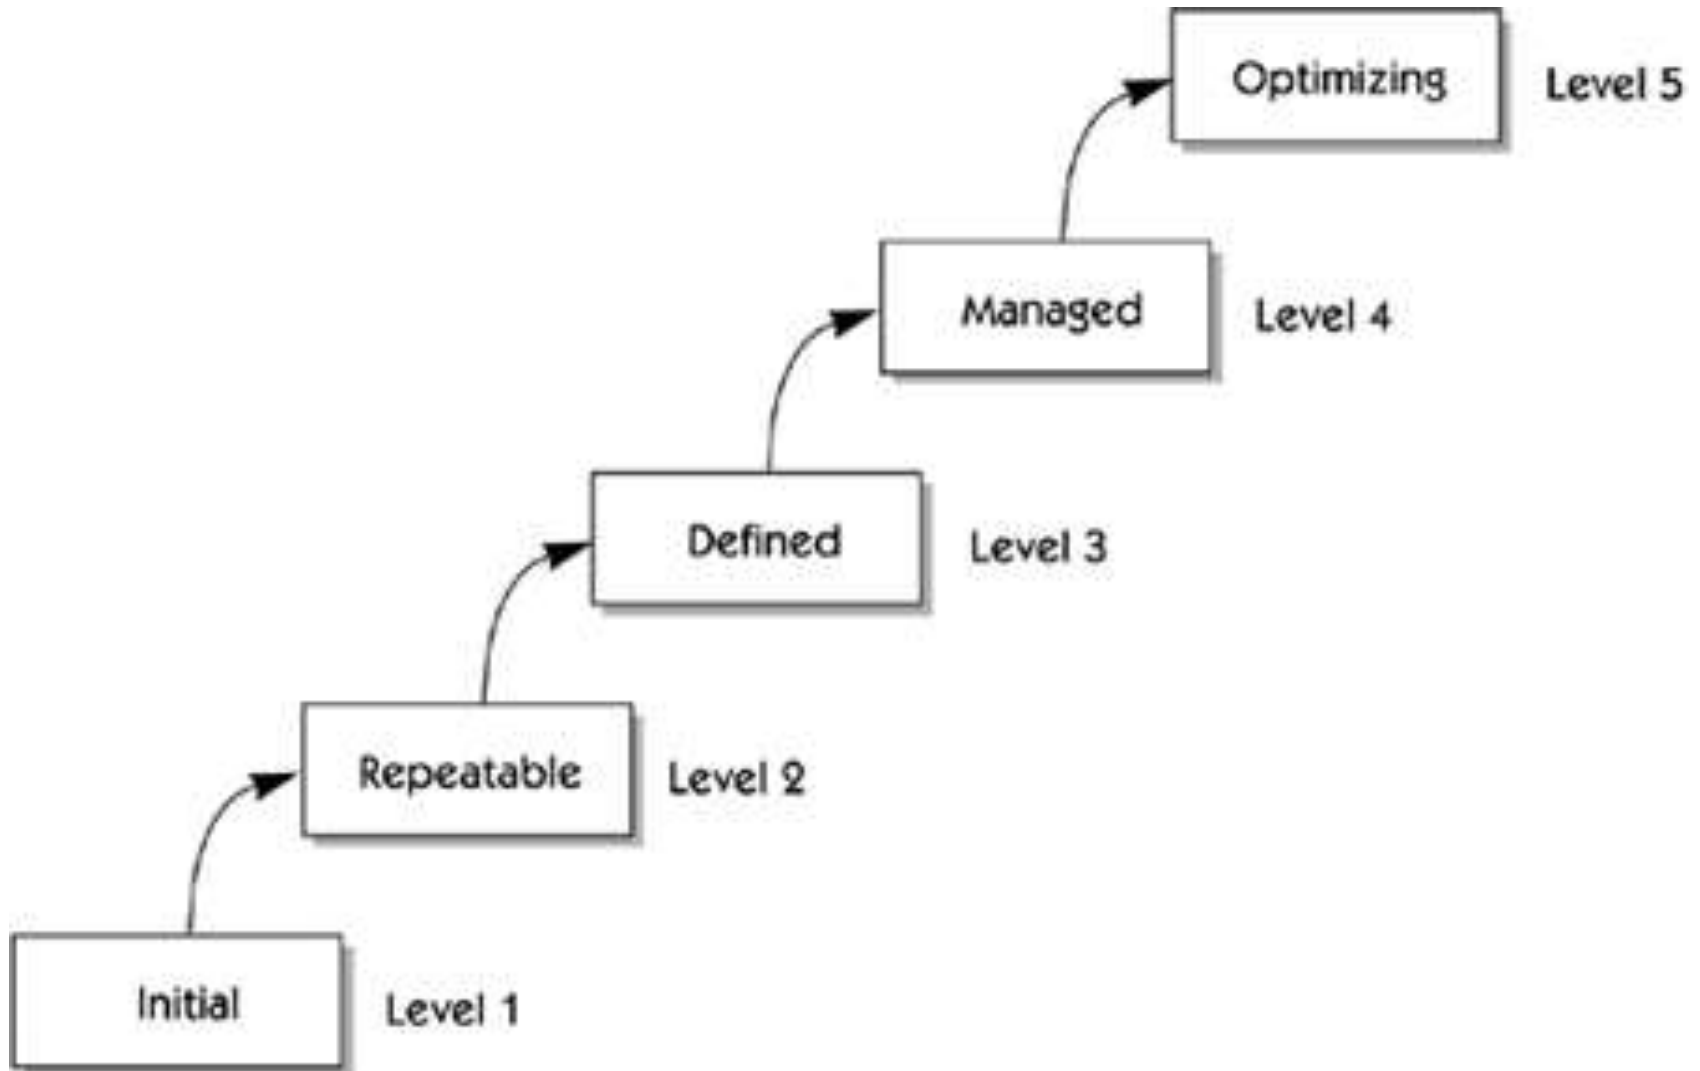 Optimizing Level 5
Managed Level 4
Defined Level 3
Repeatable Level 2
Initial Level 1